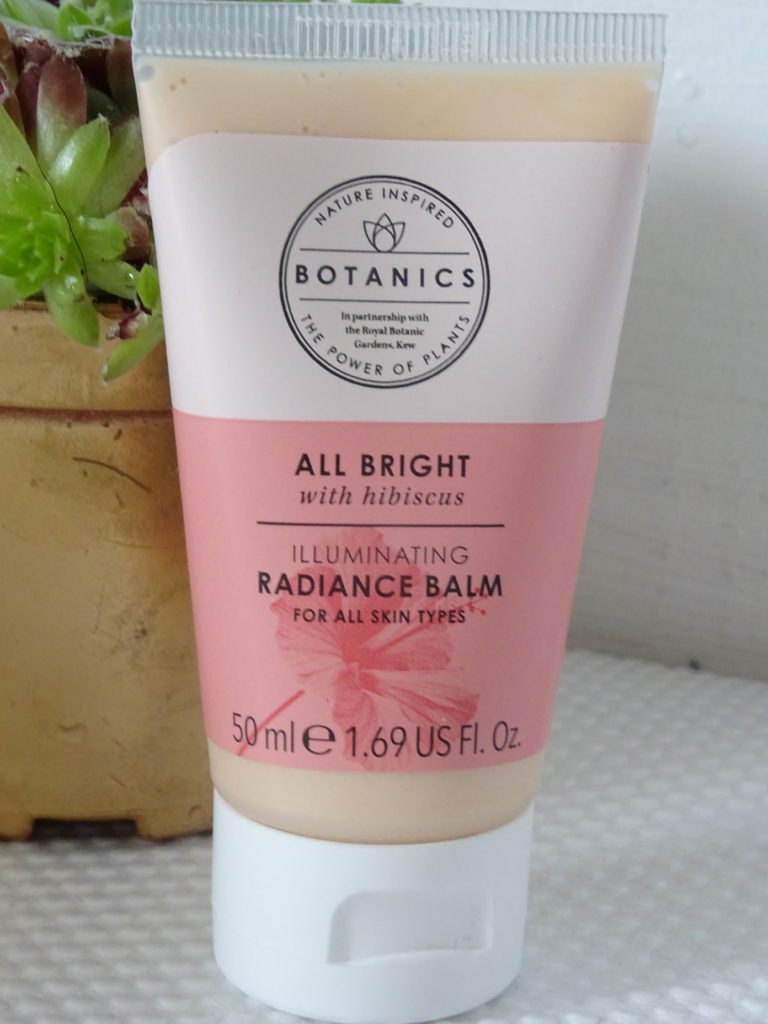 NATURE INSPIRED
BOTANICS
In partnership with
the Royal Botanic
Gardens, Kew
THE POWER OF PLANTS
ALL BRIGHT
with hibiscus
ILLUMINATING
RADIANCE BALM
FOR ALL SKIN TYPES
50 ml ℮ 1.69 US Fl. Oz.